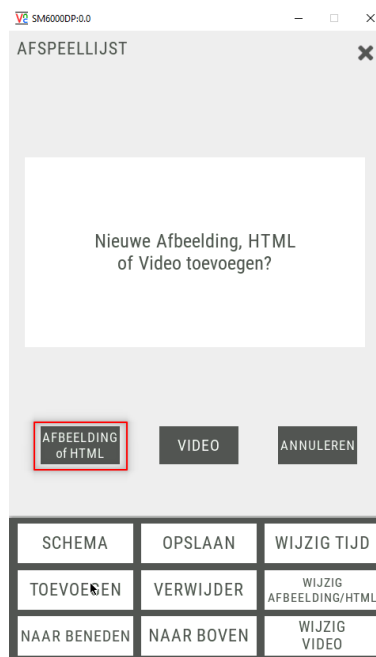 SM6000DP:0.0
AFSPEELLIJST
Nieuwe Afbeelding, HTML
of Video toevoegen?
AFBEELDING
of HTML
VIDEO
ANNULEREN
SCHEMA
OPSLAAN
WIJZIG TIJD
TOEVOEGEN
VERWIJDER
WIJZIG
AFBEELDING/HTML
NAAR BENEDEN
NAAR BOVEN
WIJZIG
VIDEO